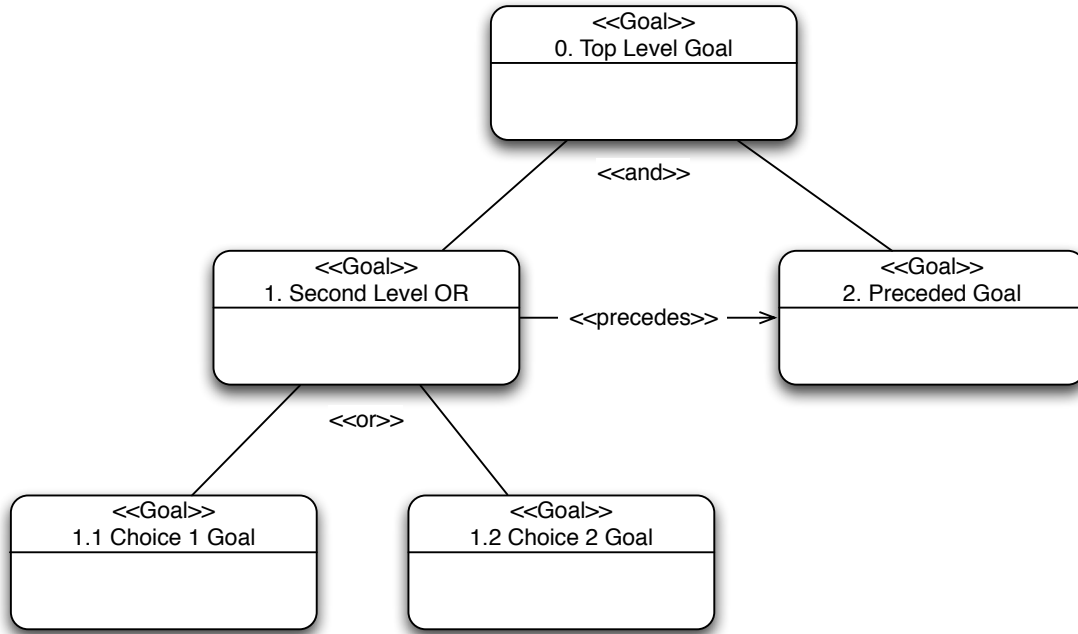 <<Goal>>
0. Top Level Goal
<<and>>
<<Goal>>
1. Second Level OR
<<precedes>>
<<Goal>>
2. Preceded Goal
<<or>>
<<Goal>>
1.1 Choice 1 Goal
<<Goal>>
1.2 Choice 2 Goal